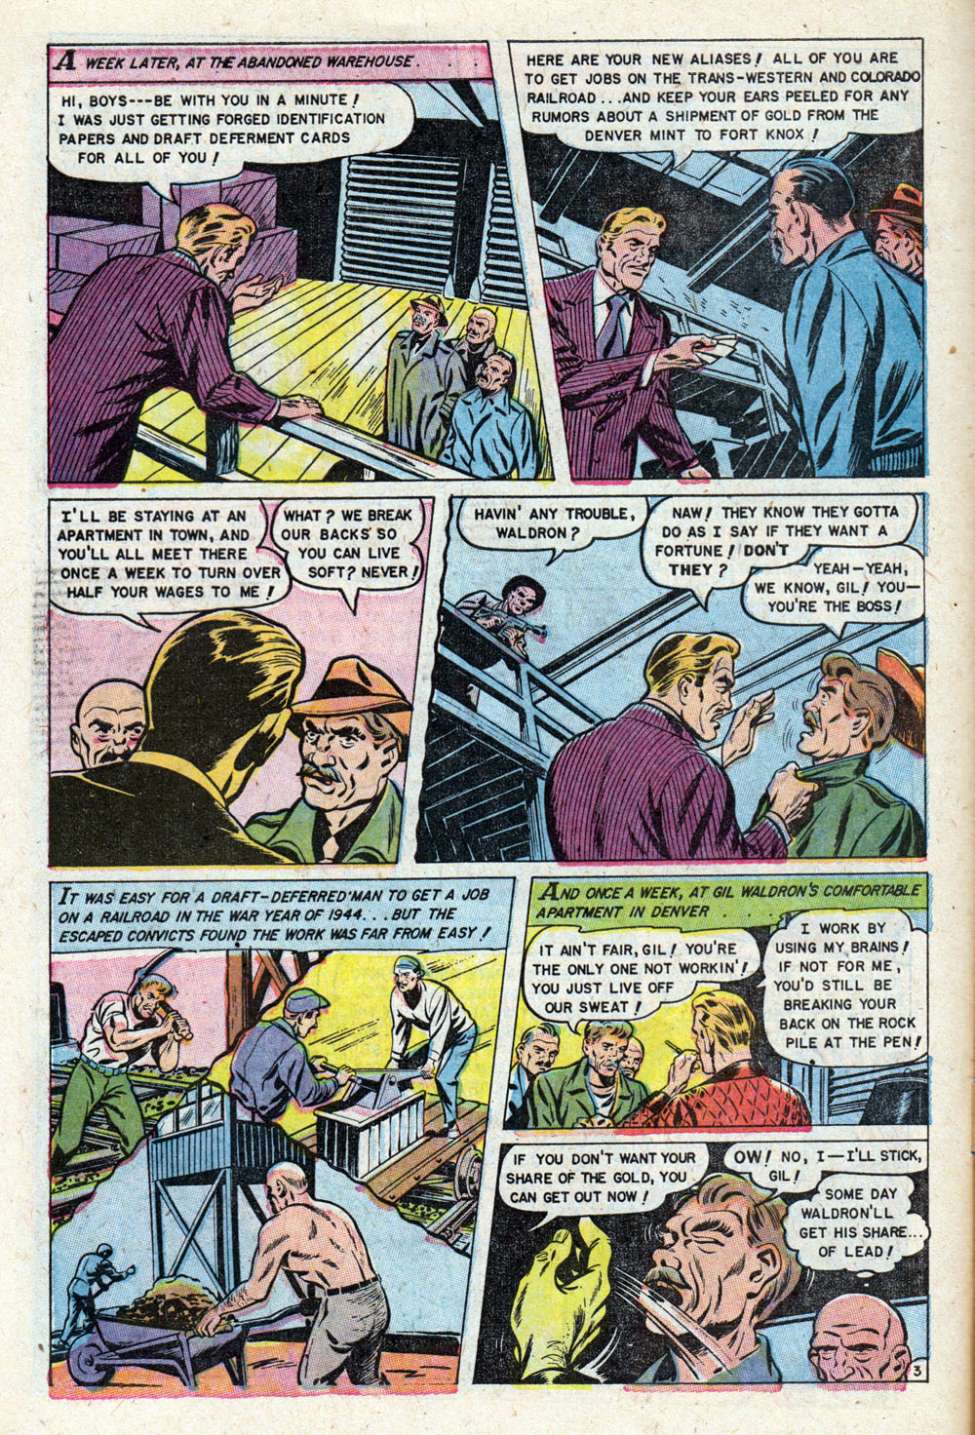 A WEEK LATER, AT THE ABANDONED WAREHOUSE. . . .
HI, BOYS---BE WITH YOU IN A MINUTE!
I WAS JUST GETTING FORGED IDENTIFICATION
PAPERS AND DRAFT DEFERMENT CARDS
FOR ALL OF YOU!
HERE ARE YOUR NEW ALIASES! ALL OF YOU ARE
TO GET JOBS ON THE TRANS-WESTERN AND COLORADO
RAILROAD...AND KEEP YOUR EARS PEELED FOR ANY
RUMORS ABOUT A SHIPMENT OF GOLD FROM THE
DENVER MINT TO FORT KNOX!
I'LL BE STAYING AT AN
APARTMENT IN TOWN, AND
YOU'LL ALL MEET THERE
ONCE A WEEK TO TURN OVER
HALF YOUR WAGES TO ME!
WHAT? WE BREAK
OUR BACKS SO
YOU CAN LIVE
SOFT? NEVER!
HAVIN' ANY TROUBLE,
WALDRON?
NAW! THEY KNOW THEY GOTTA
DO AS I SAY IF THEY WANT A
FORTUNE! DON'T
THEY?
YEAH-YEAH,
WE KNOW, GIL! YOU—
YOU'RE THE BOSS!
IT WAS EASY FOR A DRAFT-DEFERRED MAN TO GET A JOB
ON A RAILROAD IN THE WAR YEAR OF 1944...BUT THE
ESCAPED CONVICTS FOUND THE WORK WAS FAR FROM EASY!
AND ONCE A WEEK, AT GIL WALDRON'S COMFORTABLE
APARTMENT IN DENVER . . . .
IT AIN'T FAIR, GIL! YOU'RE
THE ONLY ONE NOT WORKIN'!
YOU JUST LIVE OFF
OUR SWEAT!
I WORK BY
USING MY BRAINS!
IF NOT FOR ME,
YOU'D STILL BE
BREAKING YOUR
BACK ON THE ROCK
PILE AT THE PEN!
IF YOU DON'T WANT YOUR
SHARE OF THE GOLD, YOU
CAN GET OUT NOW!
OW! NO, I—I'LL STICK,
GIL!
SOME DAY
WALDRON'LL
GET HIS SHARE...
OF LEAD!
3